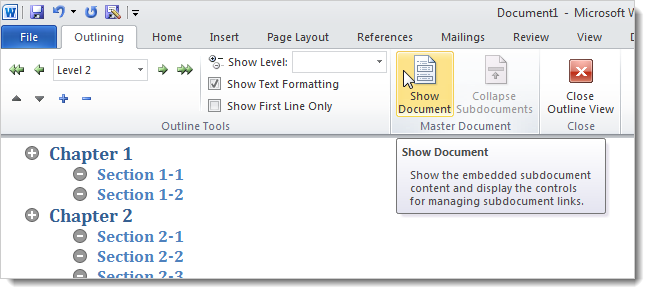 Document1 - Microsoft W
File Outlining Home Insert Page Layout References Mailings Review View
Level 2
Show Level:
Show Text Formatting
Show First Line Only
Outline Tools
Show
Document
Collapse
Subdocuments
Master Document
Close
Outline View
Close
Show Document
Show the embedded subdocument
content and display the controls
for managing subdocument links.
Chapter 1
Section 1-1
Section 1-2
Chapter 2
Section 2-1
Section 2-2
Section 2-3